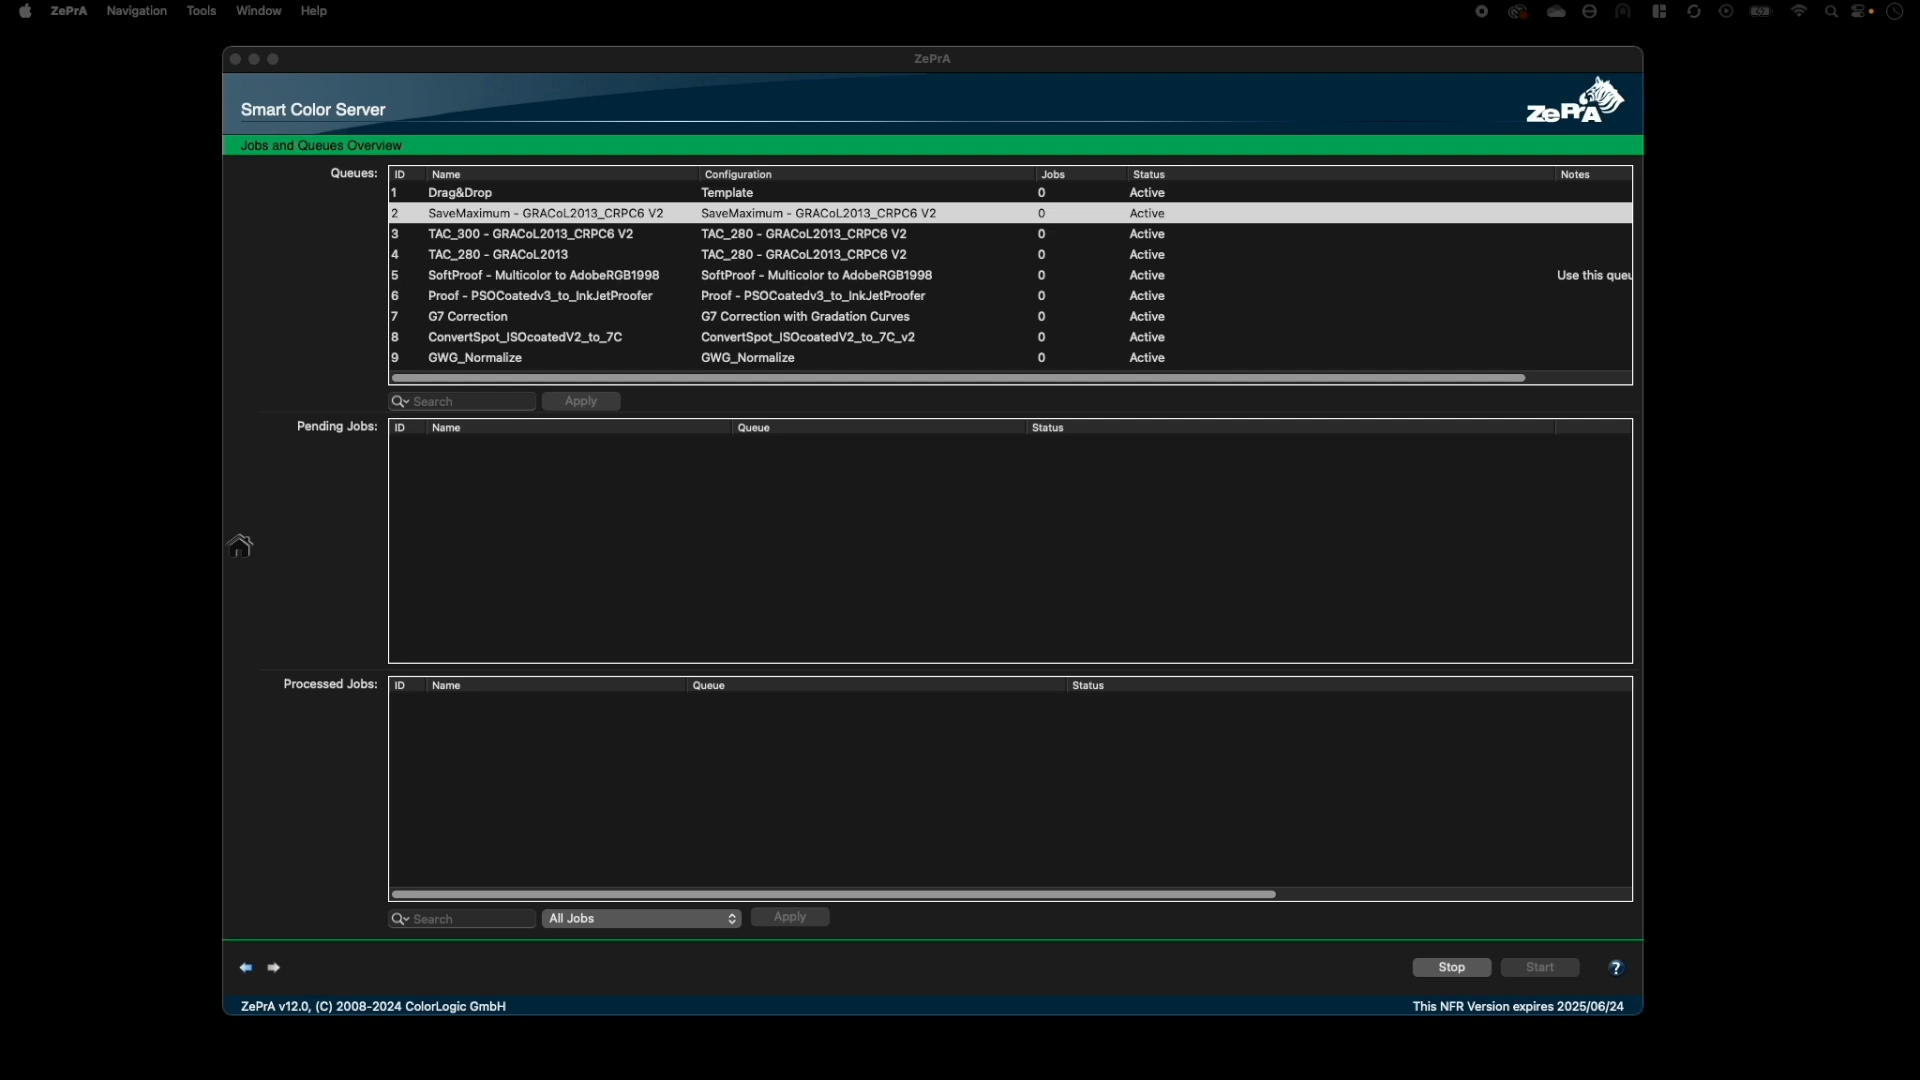 ZePrA Navigation Tools Window Help
ZePrA
Smart Color Server
ZePrA
Jobs and Queues Overview
Queues:
ID Name Configuration Jobs Status Notes
1 Drag&Drop Template 0 Active
2 SaveMaximum - GRACoL2013_CRPC6 V2 SaveMaximum - GRACoL2013_CRPC6 V2 0 Active
3 TAC_300 - GRACoL2013_CRPC6 V2 TAC_280 - GRACoL2013_CRPC6 V2 0 Active
4 TAC_280 - GRACoL2013 TAC_280 - GRACoL2013_CRPC6 V2 0 Active
5 SoftProof - Multicolor to AdobeRGB1998 SoftProof - Multicolor to AdobeRGB1998 0 Active Use this queu
6 Proof - PSOCoatedv3_to_InkJetProofer Proof - PSOCoatedv3_to_InkJetProofer 0 Active
7 G7 Correction G7 Correction with Gradation Curves 0 Active
8 ConvertSpot_ISOcoatedV2_to_7C ConvertSpot_ISOcoatedV2_to_7C_v2 0 Active
9 GWG_Normalize GWG_Normalize 0 Active
Search Apply
Pending Jobs:
ID Name Queue Status
Processed Jobs:
ID Name Queue Status
Search All Jobs Apply
Stop Start ?
ZePrA v12.0, (C) 2008-2024 ColorLogic GmbH This NFR Version expires 2025/06/24